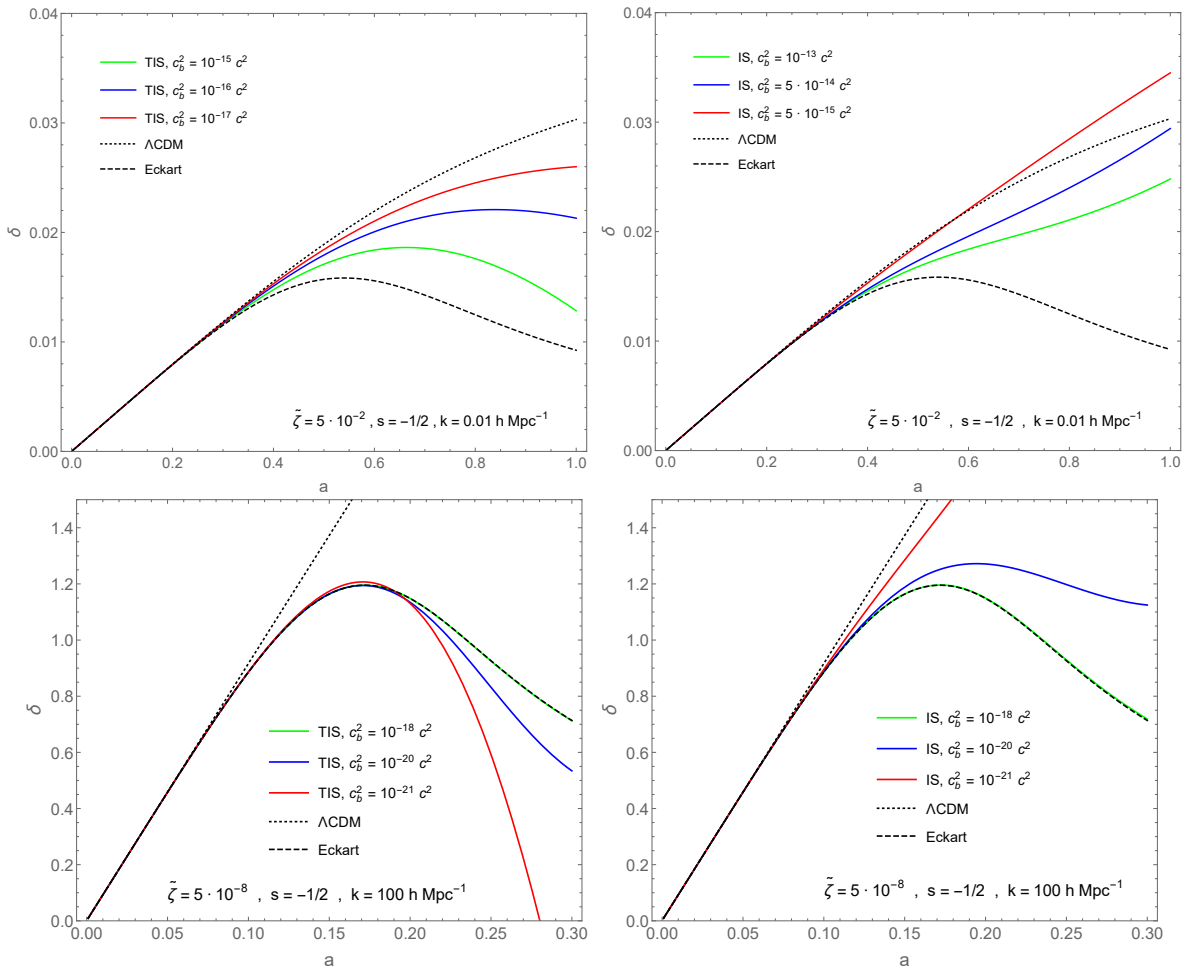 0.04
0.03
0.02
0.01
0.00
δ
TIS, c_b^2 = 10^{-15} c^2
TIS, c_b^2 = 10^{-16} c^2
TIS, c_b^2 = 10^{-17} c^2
ΛCDM
Eckart
ζ̃ = 5 · 10^{-2} , s = −1/2 , k = 0.01 h Mpc^{-1}
0.0 0.2 0.4 0.6 0.8 1.0
a
0.04
0.03
0.02
0.01
0.00
δ
IS, c_b^2 = 10^{-13} c^2
IS, c_b^2 = 5 · 10^{-14} c^2
IS, c_b^2 = 5 · 10^{-15} c^2
ΛCDM
Eckart
ζ̃ = 5 · 10^{-2} , s = −1/2 , k = 0.01 h Mpc^{-1}
0.0 0.2 0.4 0.6 0.8 1.0
a
1.4
1.2
1.0
0.8
0.6
0.4
0.2
0.0
δ
TIS, c_b^2 = 10^{-18} c^2
TIS, c_b^2 = 10^{-20} c^2
TIS, c_b^2 = 10^{-21} c^2
ΛCDM
Eckart
ζ̃ = 5 · 10^{-8} , s = −1/2 , k = 100 h Mpc^{-1}
0.00 0.05 0.10 0.15 0.20 0.25 0.30
a
1.4
1.2
1.0
0.8
0.6
0.4
0.2
0.0
δ
IS, c_b^2 = 10^{-18} c^2
IS, c_b^2 = 10^{-20} c^2
IS, c_b^2 = 10^{-21} c^2
ΛCDM
Eckart
ζ̃ = 5 · 10^{-8} , s = −1/2 , k = 100 h Mpc^{-1}
0.00 0.05 0.10 0.15 0.20 0.25 0.30
a